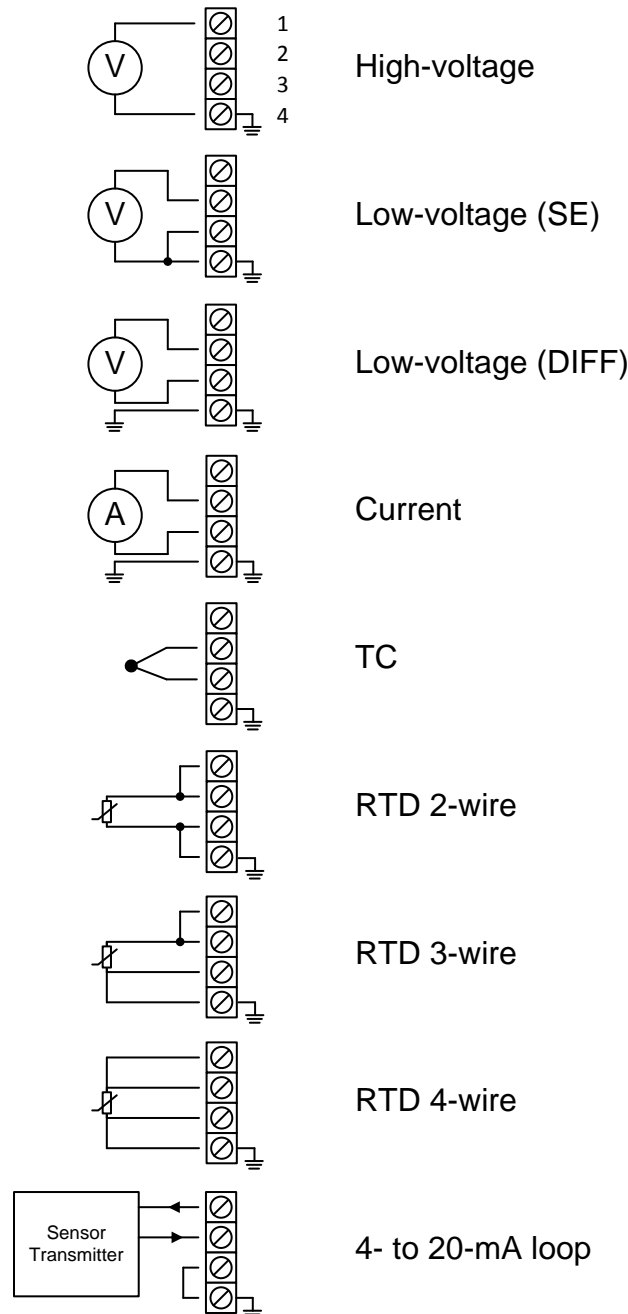 1
2
3
4
V
High-voltage
V
Low-voltage (SE)
V
Low-voltage (DIFF)
A
Current
TC
RTD 2-wire
RTD 3-wire
RTD 4-wire
Sensor
Transmitter
4- to 20-mA loop